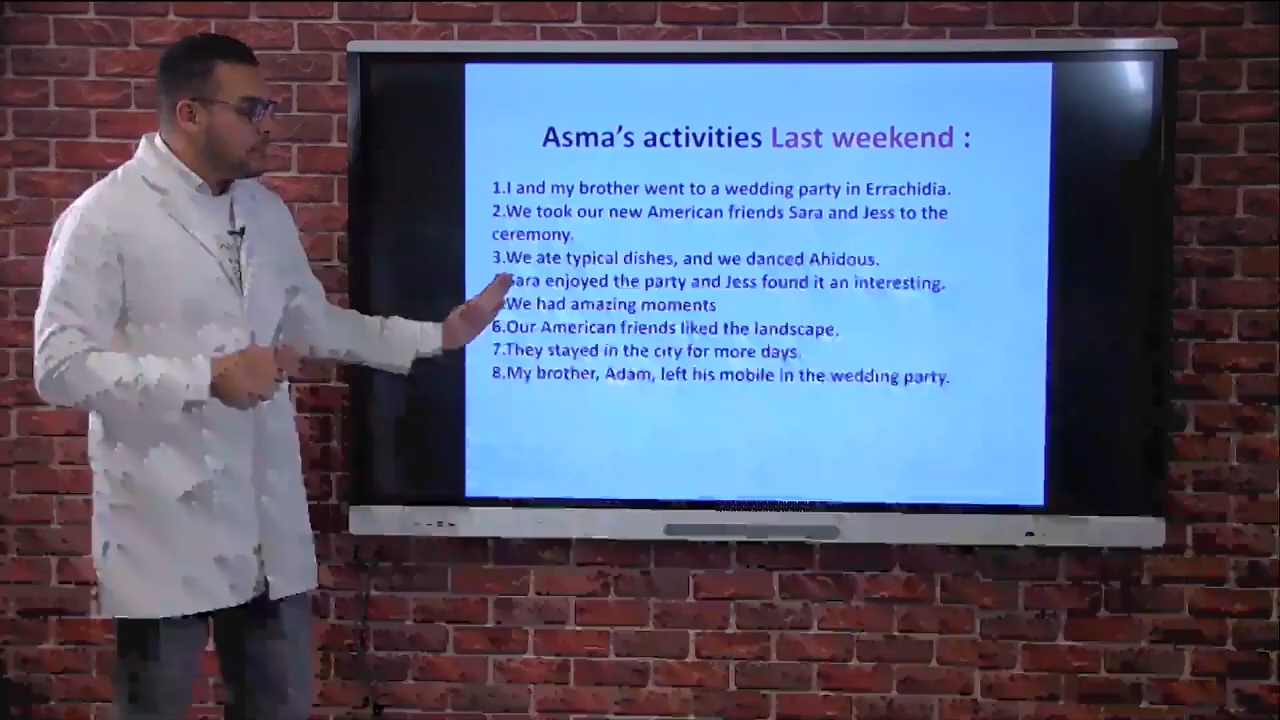 Asma's activities Last weekend :
1.I and my brother went to a wedding party in Errachidia.
2.We took our new American friends Sara and Jess to the
ceremony.
3.We ate typical dishes, and we danced Ahidous.
Sara enjoyed the party and Jess found it an interesting.
We had amazing moments
6.Our American friends liked the landscape.
7.They stayed in the city for more days.
8.My brother, Adam, left his mobile in the wedding party.